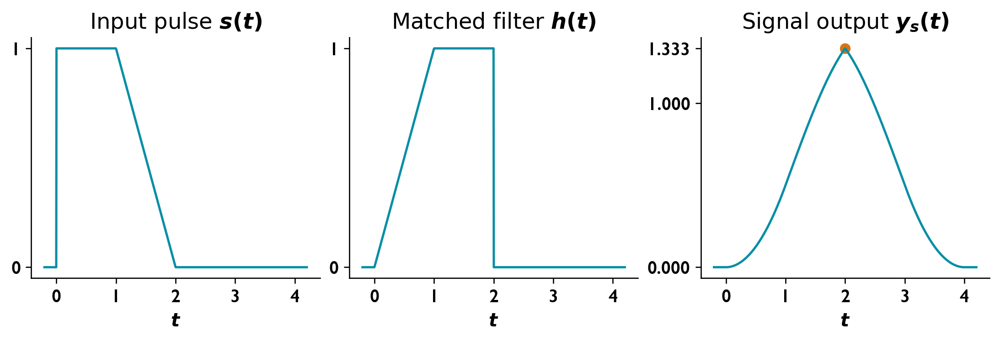 Input pulse s(t)
1
0
0 1 2 3 4
t
Matched filter h(t)
1
0
0 1 2 3 4
t
Signal output yₛ(t)
1.333
1.000
0.000
0 1 2 3 4
t